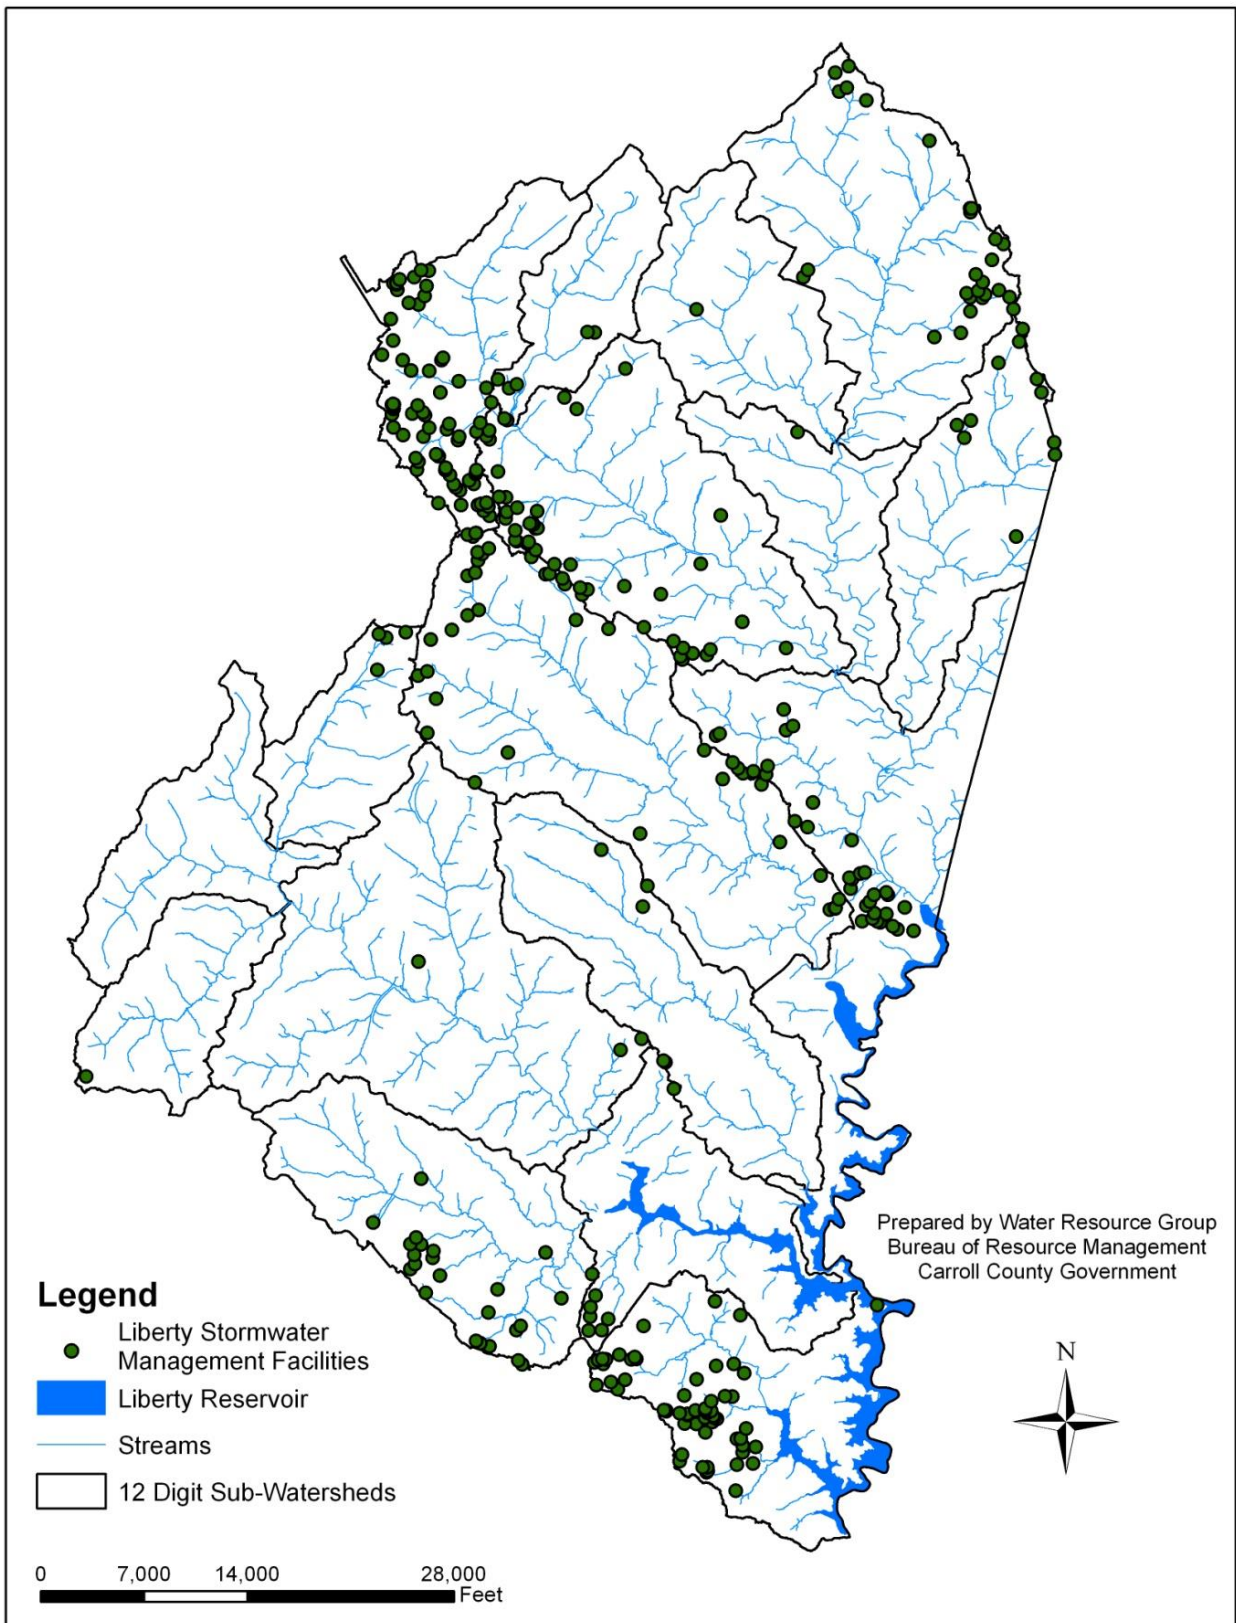 Prepared by Water Resource Group
Bureau of Resource Management
Carroll County Government
Legend
Liberty Stormwater
Management Facilities
Liberty Reservoir
Streams
12 Digit Sub-Watersheds
N
0 7,000 14,000 28,000
Feet